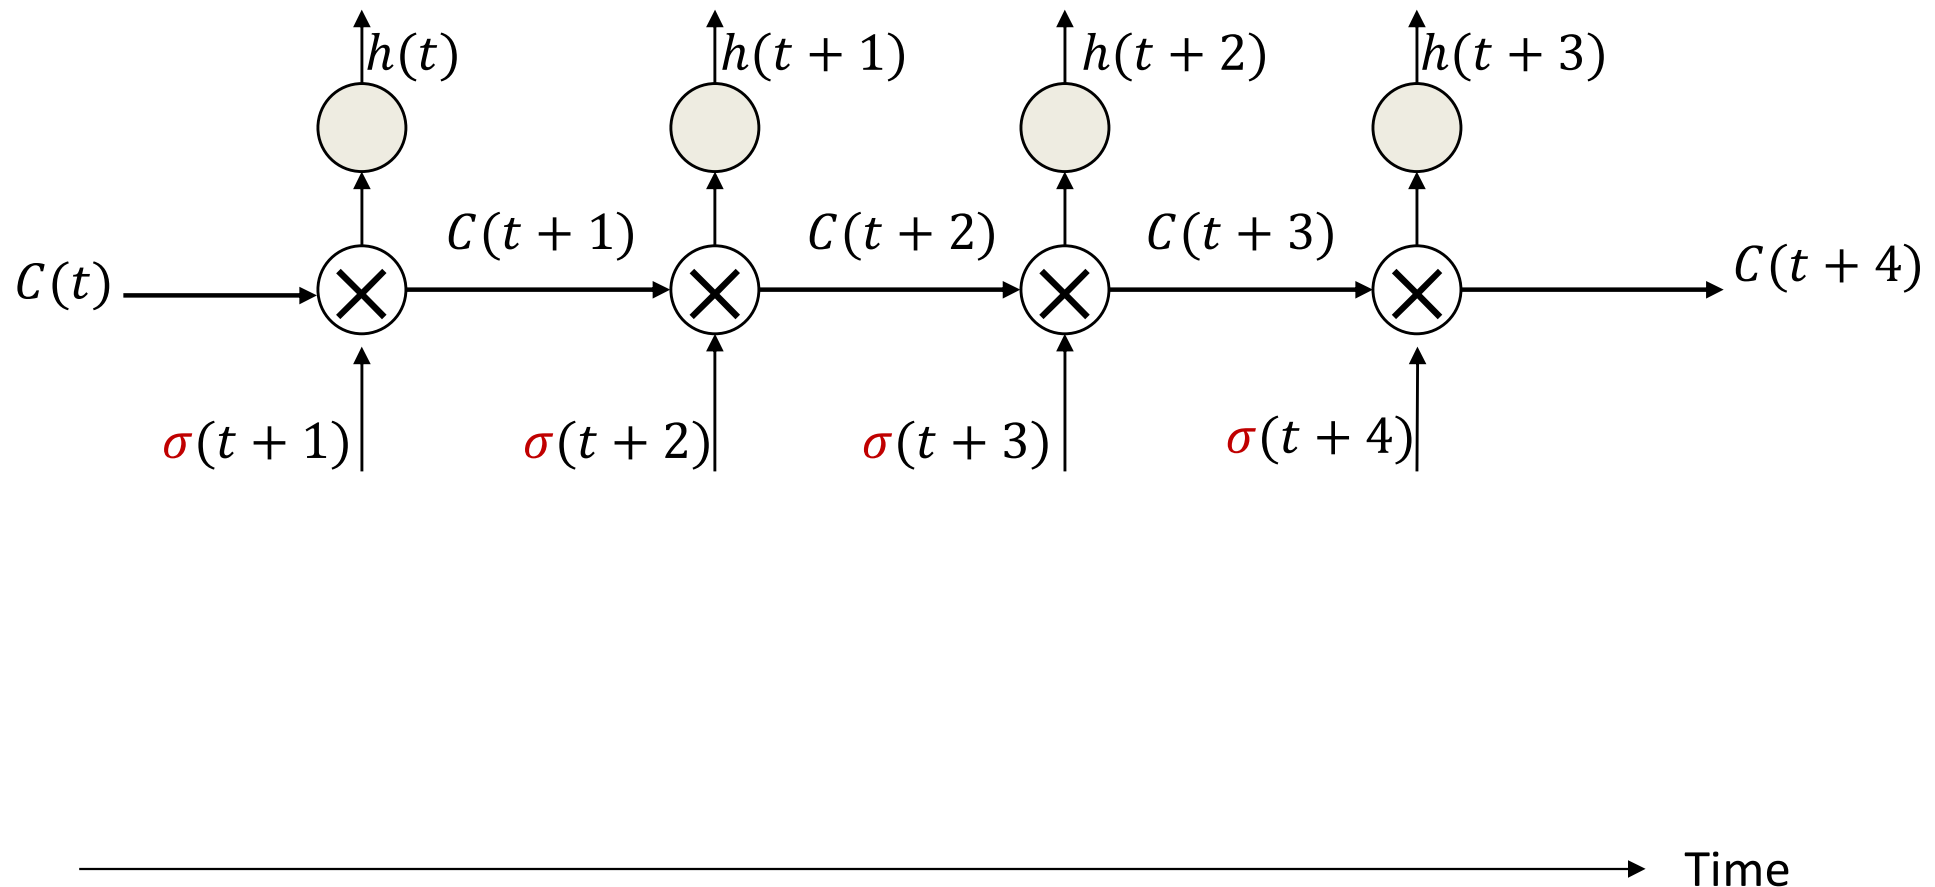 h(t) h(t + 1) h(t + 2) h(t + 3)
C(t) C(t + 1) C(t + 2) C(t + 3) C(t + 4)
σ(t + 1) σ(t + 2) σ(t + 3) σ(t + 4)
Time